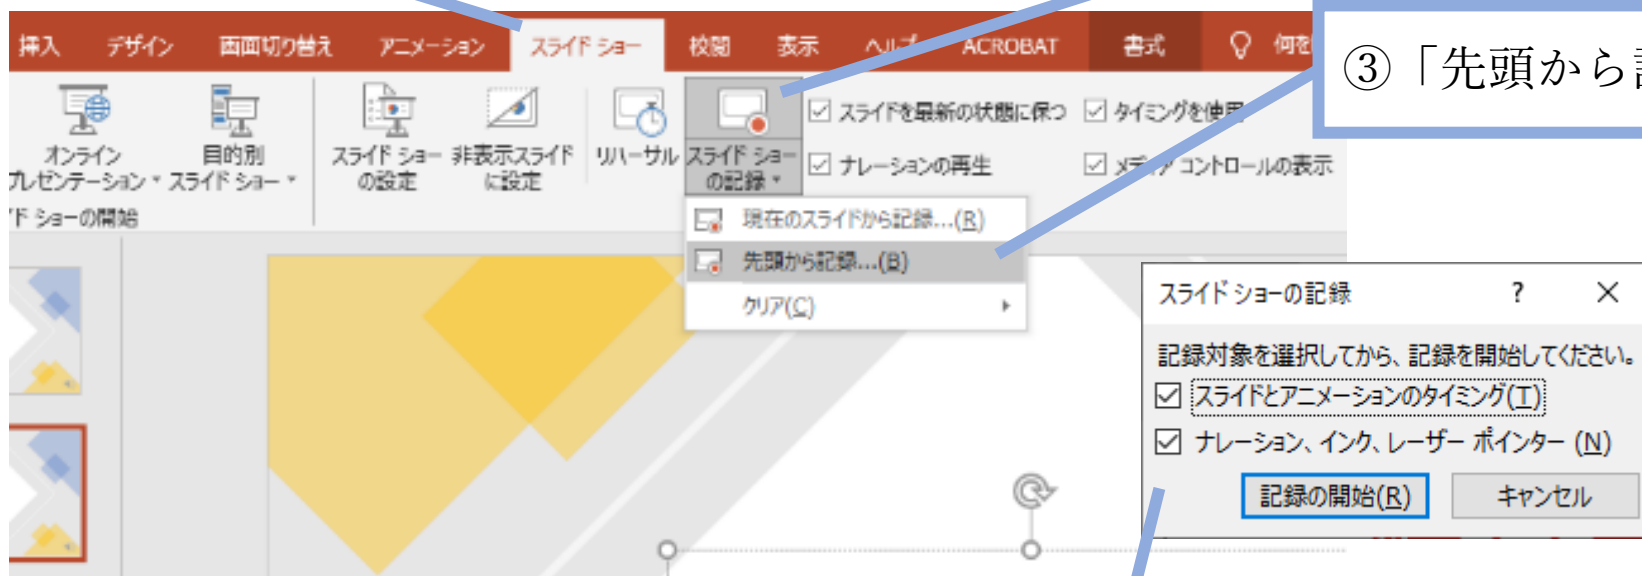 挿入 デザイン 画面切り替え アニメーション スライド ショー 校閲 表示 ヘルプ ACROBAT 書式 何を
③「先頭から
オンライン
プレゼンテーション
目的別
スライド ショー
スライド ショー
の設定
非表示スライド
に設定
リハーサル
スライド ショー
の記録
スライドを最新の状態に保つ
タイミングを使用
ナレーションの再生
メディア コントロールの表示
ド ショーの開始
現在のスライドから記録...(R)
先頭から記録...(B)
クリア(C)
スライド ショーの記録 ? ×
記録対象を選択してから、記録を開始してください。
スライドとアニメーションのタイミング(T)
ナレーション、インク、レーザー ポインター (N)
記録の開始(R) キャンセル